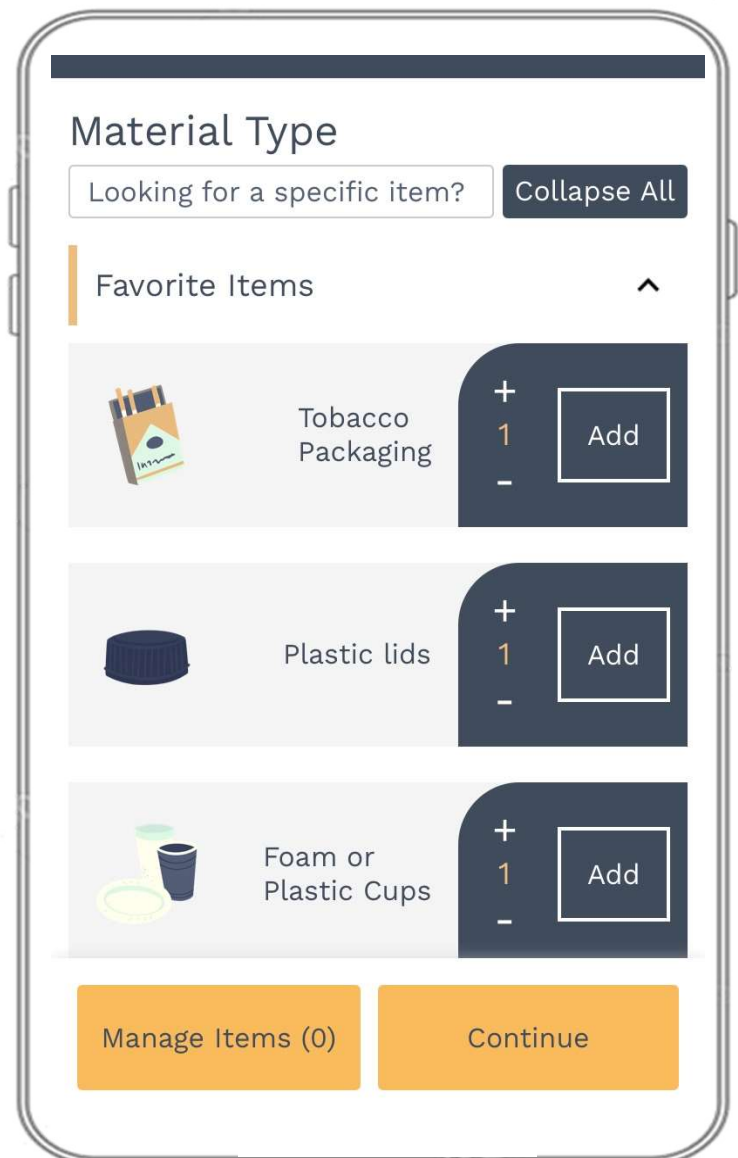 Material Type
Looking for a specific item?
Collapse All
Favorite Items
Tobacco
Packaging
+
1
-
Add
Plastic lids
+
1
-
Add
Foam or
Plastic Cups
+
1
-
Add
Manage Items (0)
Continue